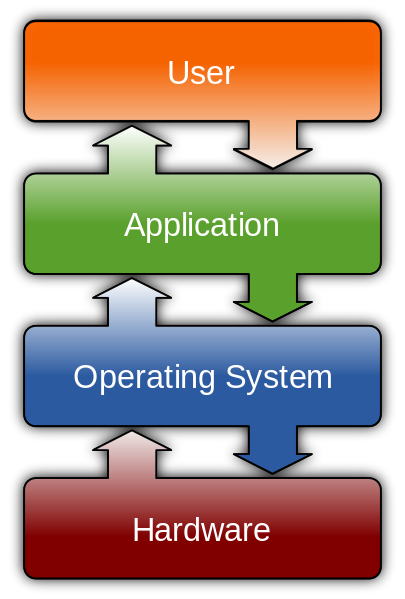 User
Application
Operating System
Hardware